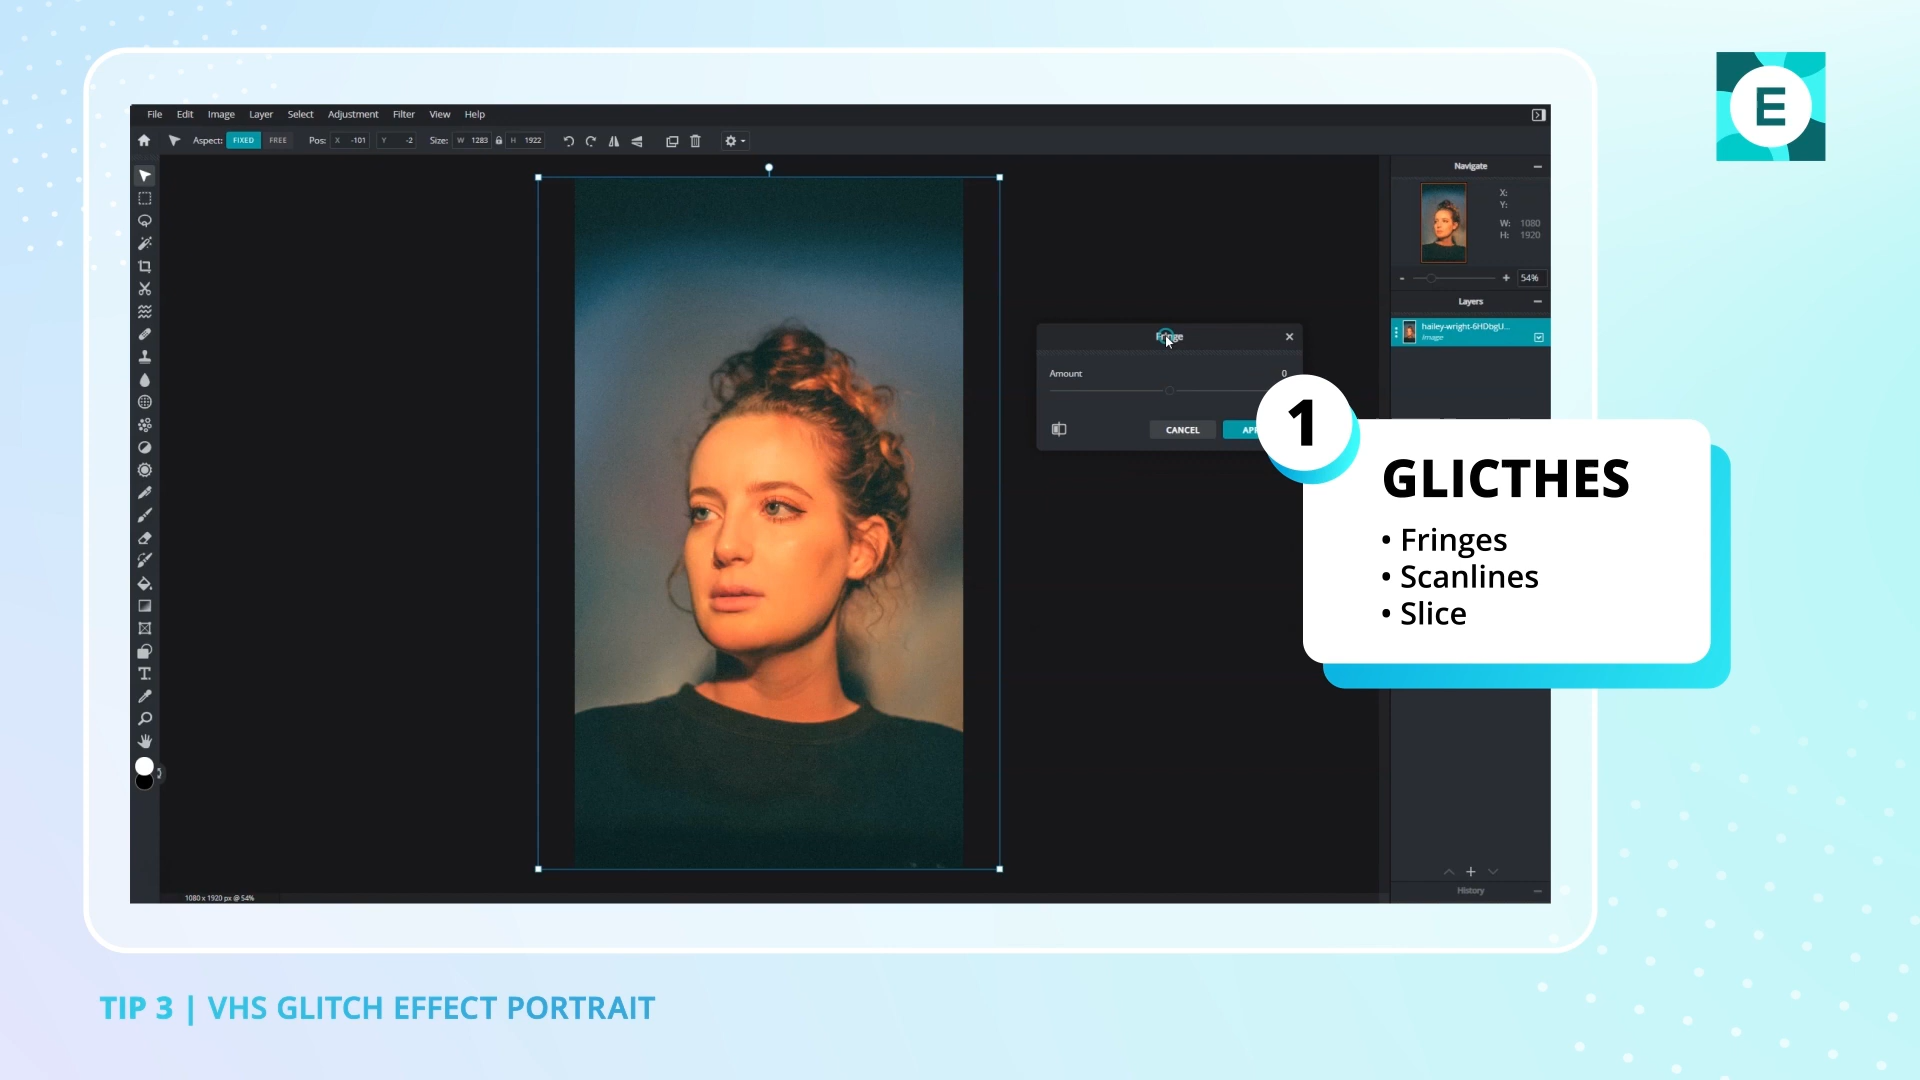 E
File Edit Image Layer Select Adjustment Filter View Help
Aspect: FIXED FREE Pos: X -101 Y -2 Size: W 1283 H 1922
Navigate
X:
Y:
W: 1080
H: 1920
- + 54%
Layers
hailey-wright-6HDbgU...
Image
Fringe
Amount 0
CANCEL
1
GLICTHES
• Fringes
• Scanlines
• Slice
T
+
History
1080 x 1920 px @ 54%
TIP 3 | VHS GLITCH EFFECT PORTRAIT